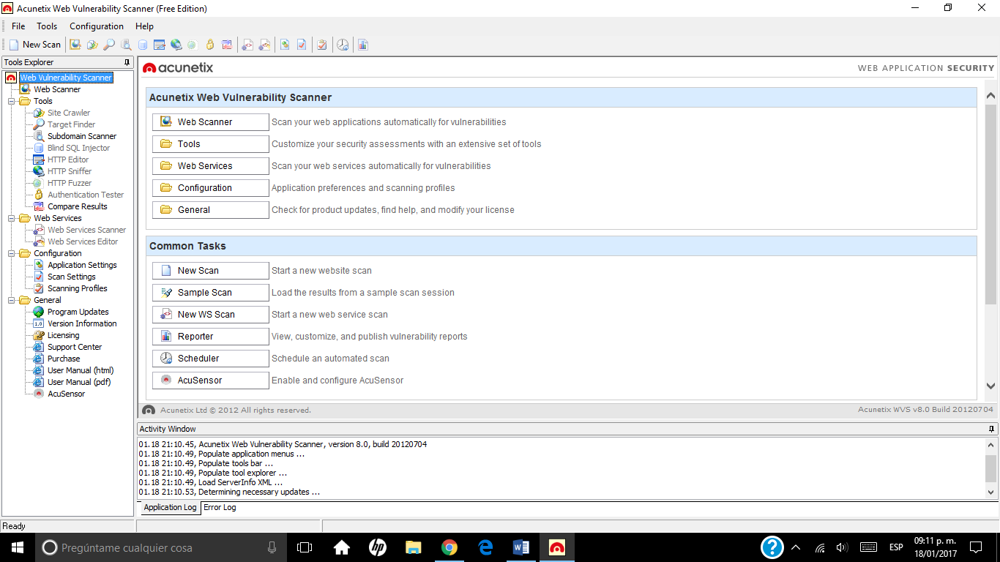 Acunetix Web Vulnerability Scanner (Free Edition)
File Tools Configuration Help
New Scan
Tools Explorer
Web Vulnerability Scanner
Web Scanner
Tools
Site Crawler
Target Finder
Subdomain Scanner
Blind SQL Injector
HTTP Editor
HTTP Sniffer
HTTP Fuzzer
Authentication Tester
Compare Results
Web Services
Web Services Scanner
Web Services Editor
Configuration
Application Settings
Scan Settings
Scanning Profiles
General
Program Updates
1.0 Version Information
Licensing
Support Center
Purchase
User Manual (html)
User Manual (pdf)
AcuSensor
acunetix
WEB APPLICATION SECURITY
Acunetix Web Vulnerability Scanner
Web Scanner Scan your web applications automatically for vulnerabilities
Tools Customize your security assessments with an extensive set of tools
Web Services Scan your web services automatically for vulnerabilities
Configuration Application preferences and scanning profiles
General Check for product updates, find help, and modify your license
Common Tasks
New Scan Start a new website scan
Sample Scan Load the results from a sample scan session
New WS Scan Start a new web service scan
Reporter View, customize, and publish vulnerability reports
Scheduler Schedule an automated scan
AcuSensor Enable and configure AcuSensor
Acunetix Ltd © 2012 All rights reserved.
Acunetix WVS v8.0 Build 20120704
Activity Window
01.18 21:10.45, Acunetix Web Vulnerability Scanner, version 8.0, build 20120704
01.18 21:10.49, Populate application menus ...
01.18 21:10.49, Populate tools bar ...
01.18 21:10.49, Populate tool explorer ...
01.18 21:10.49, Load ServerInfo XML ...
01.18 21:10.53, Determining necessary updates ...
Application Log Error Log
Ready
Pregúntame cualquier cosa
hp
ESP
09:11 p. m.
18/01/2017